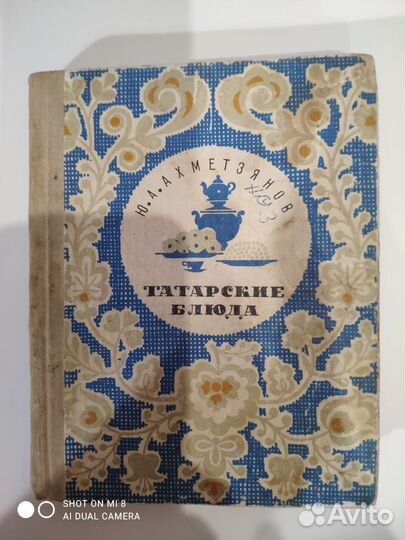 Ю.А.АХМЕТЗЯНОВ
ТАТАРСКИЕ
БЛЮДА
SHOT ON MI 8
AI DUAL CAMERA
Avito